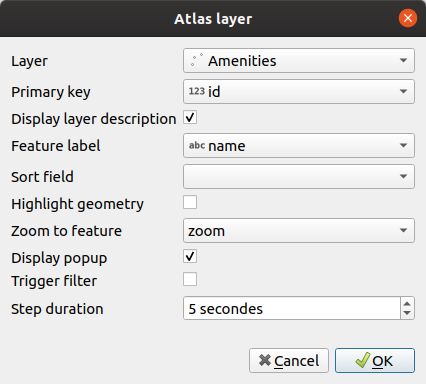 Atlas layer
Layer Amenities
Primary key 123 id
Display layer description
Feature label abc name
Sort field
Highlight geometry
Zoom to feature zoom
Display popup
Trigger filter
Step duration 5 secondes
Cancel OK